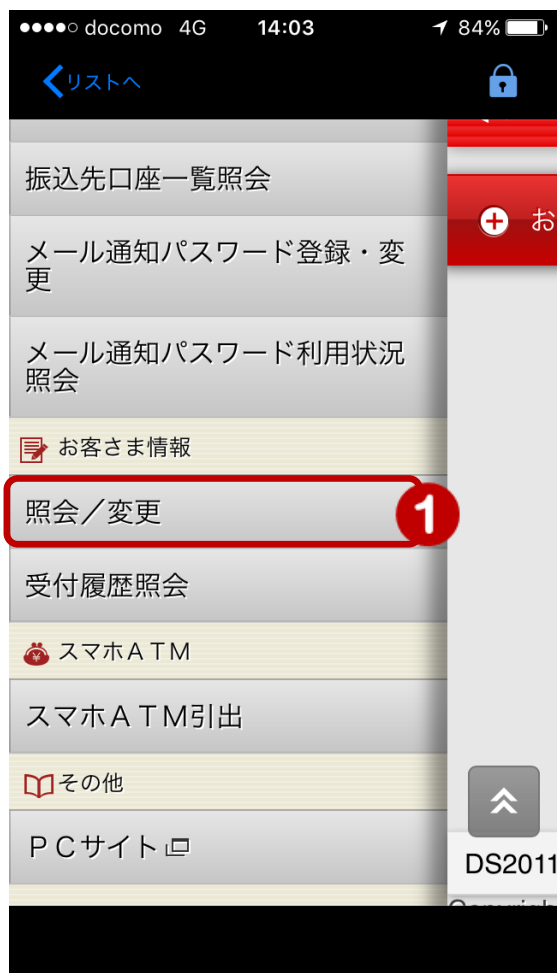 docomo 4G 14:03 84%
リストへ
振込先口座一覧照会
お
メール通知パスワード登録・変
更
メール通知パスワード利用状況
照会
お客さま情報
照会／変更 1
受付履歴照会
スマホＡＴＭ
スマホＡＴＭ引出
その他
ＰＣサイト
DS2011